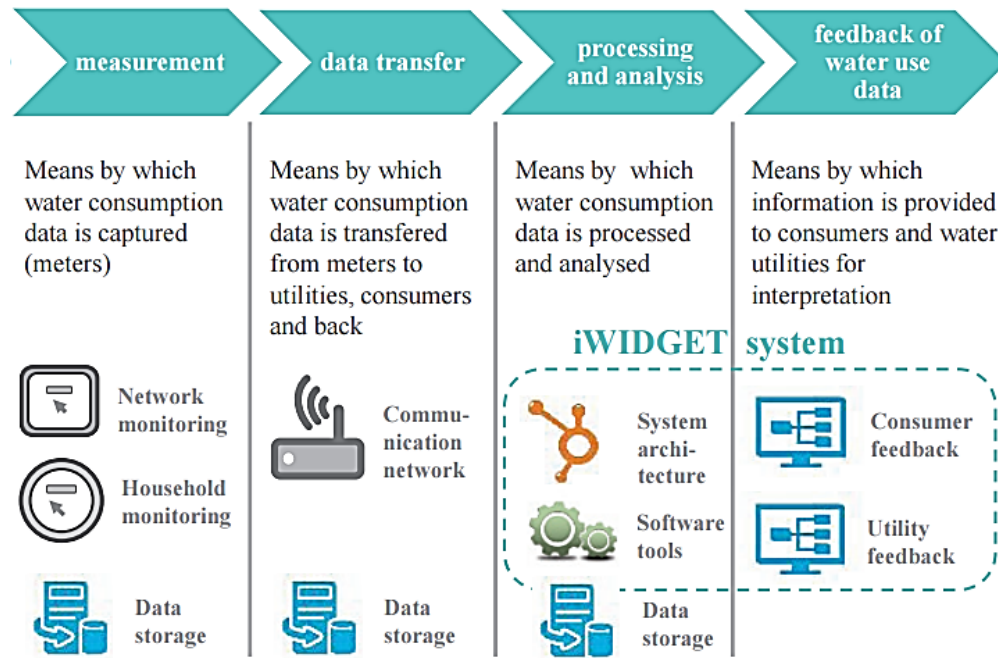 measurement
data transfer
processing
and analysis
feedback of
water use
data
Means by which
water consumption
data is captured
(meters)
Means by which
water consumption
data is transfered
from meters to
utilities, consumers
and back
Means by which
water consumption
data is processed
and analysed
Means by which
information is provided
to consumers and water
utilities for
interpretation
iWIDGET system
Network
monitoring
Household
monitoring
Data
storage
Commu-
nication
network
Data
storage
System
archi-
tecture
Software
tools
Data
storage
Consumer
feedback
Utility
feedback